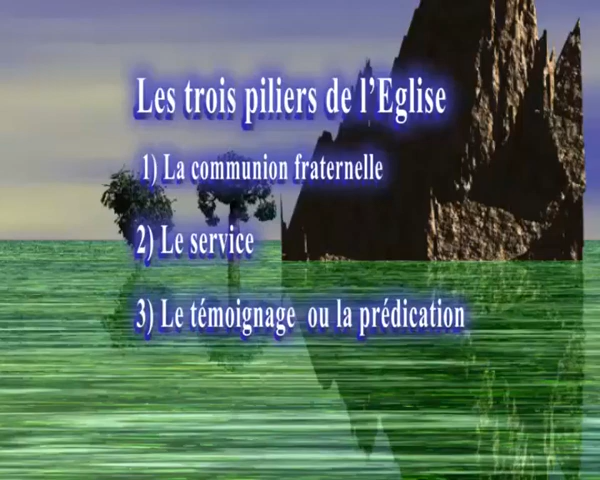 Les trois piliers de l’Eglise
1) La communion fraternelle
2) Le service
3) Le témoignage ou la prédication